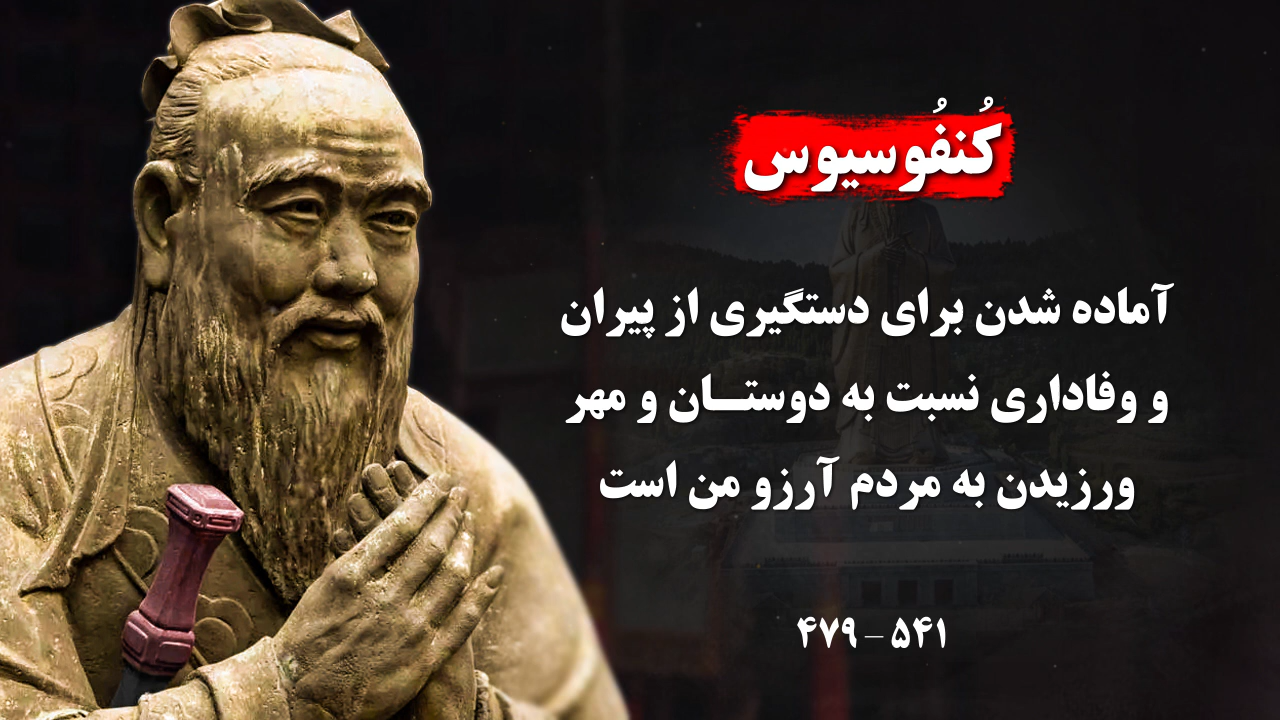 کُنفُوسیوس
آماده شدن برای دستگیری از پیران
و وفاداری نسبت به دوستـــان و مهر
ورزیدن به مردم آرزو من است
۵۴۱ – ۴۷۹